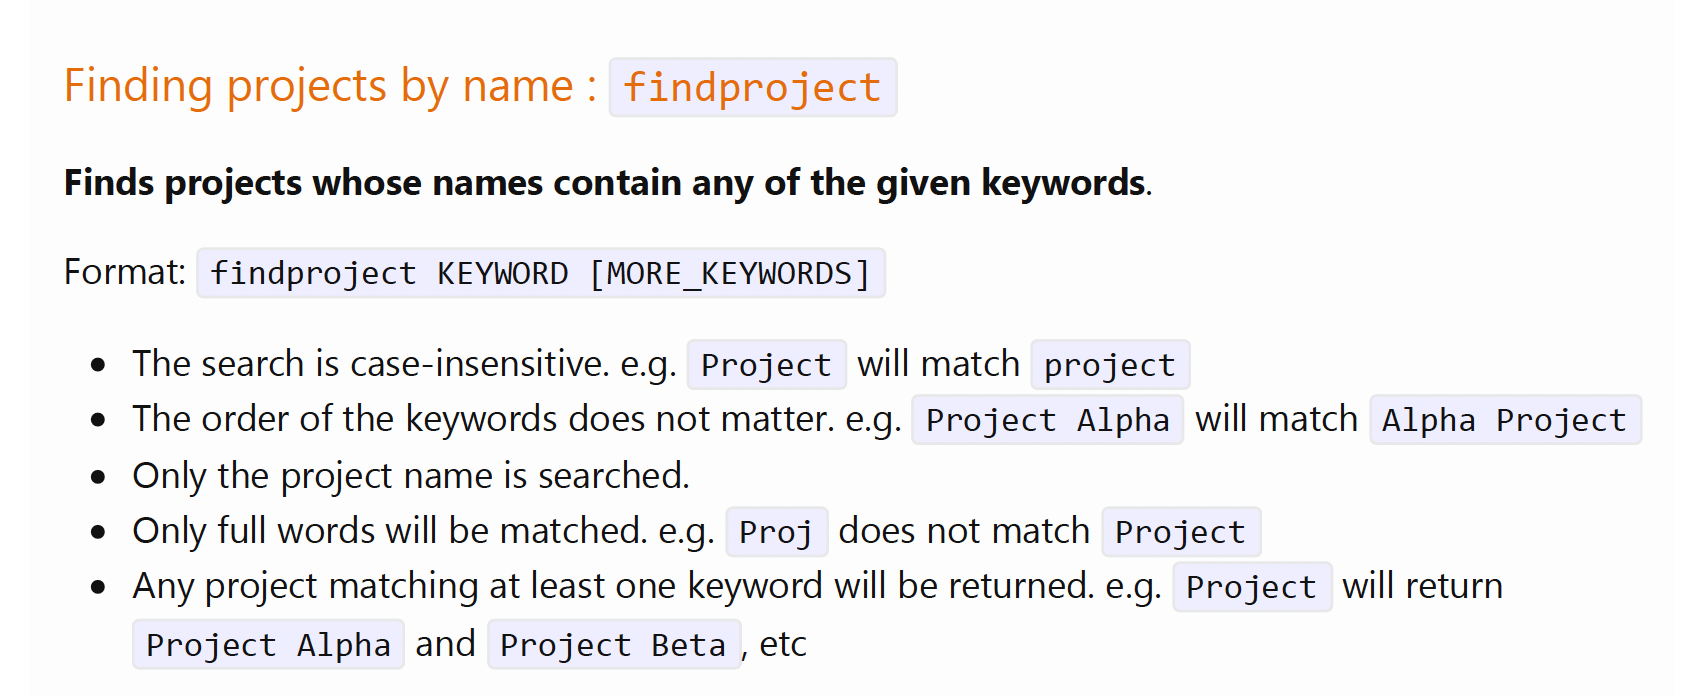 Finding projects by name : findproject
Finds projects whose names contain any of the given keywords.
Format: findproject KEYWORD [MORE_KEYWORDS]
• The search is case-insensitive. e.g. Project will match project
• The order of the keywords does not matter. e.g. Project Alpha will match Alpha Project
• Only the project name is searched.
• Only full words will be matched. e.g. Proj does not match Project
• Any project matching at least one keyword will be returned. e.g. Project will return
Project Alpha and Project Beta, etc